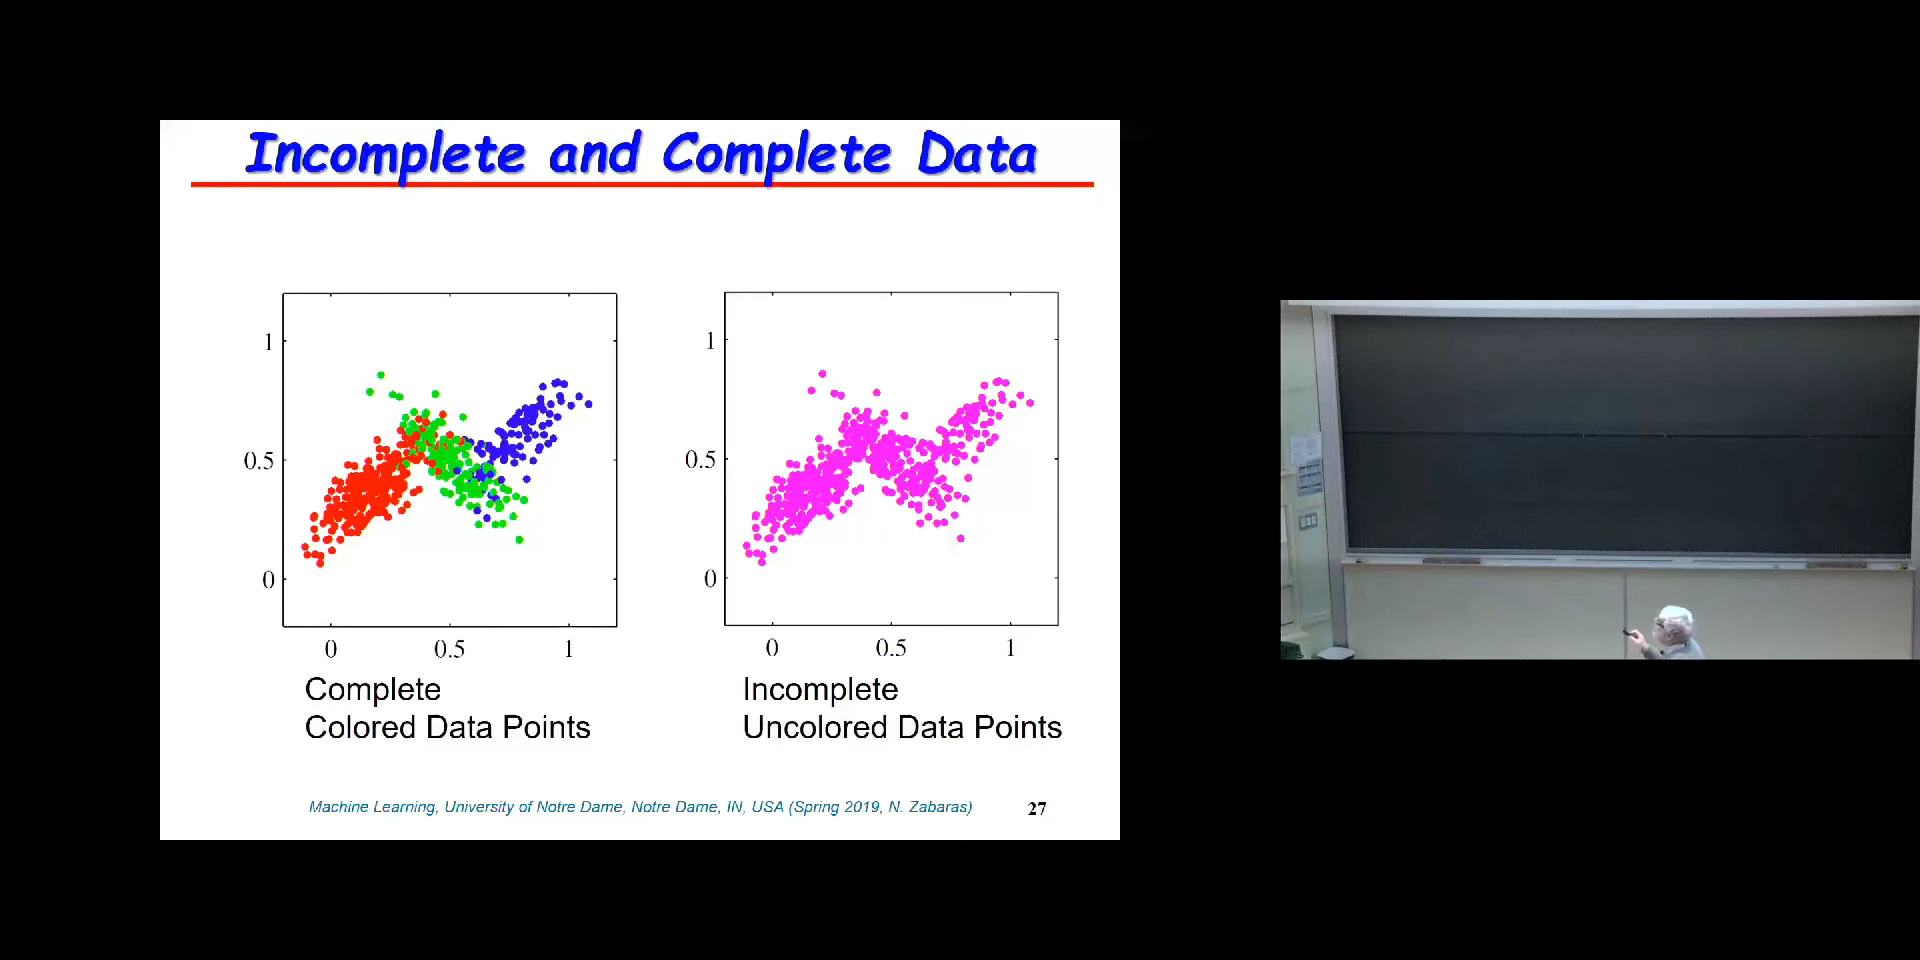 Incomplete and Complete Data
1
0.5
0
0 0.5 1
Complete
Colored Data Points
1
0.5
0
0 0.5 1
Incomplete
Uncolored Data Points
Machine Learning, University of Notre Dame, Notre Dame, IN, USA (Spring 2019, N. Zabaras)
27